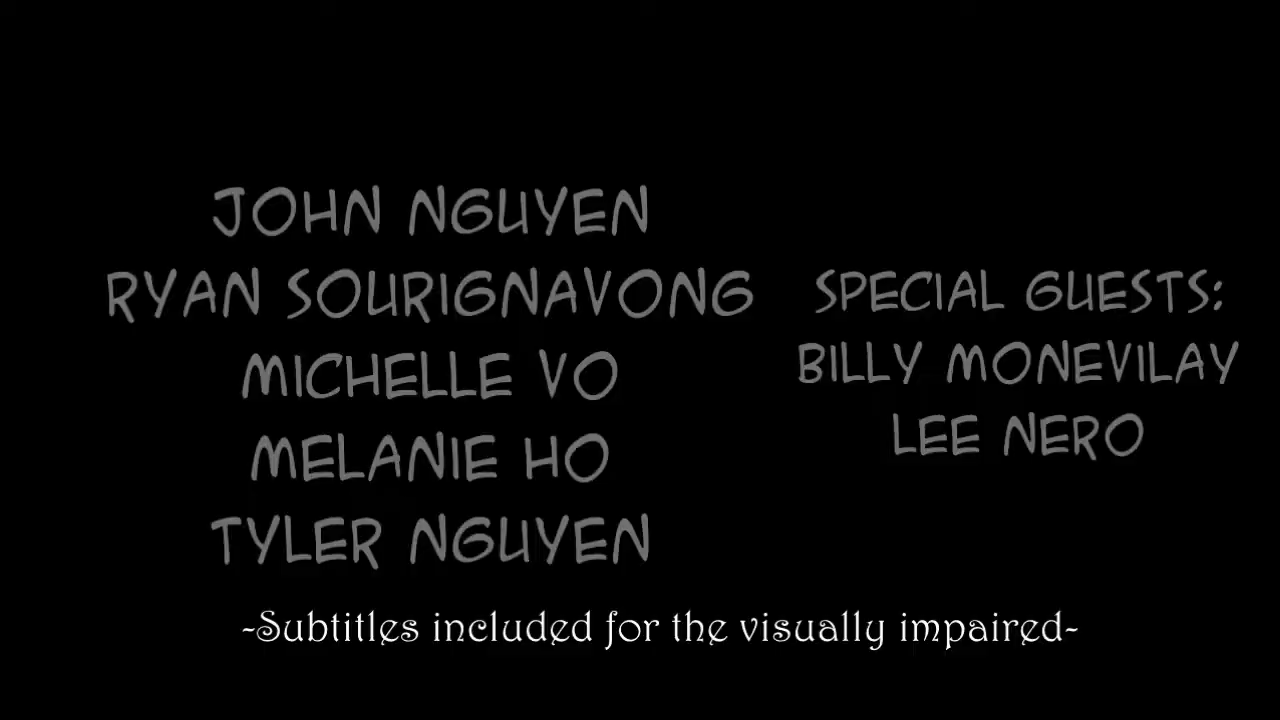 JOHN NGUYEN
RYAN SOURIGNAVONG
MICHELLE VO
MELANIE HO
TYLER NGUYEN
SPECIAL GUESTS:
BILLY MONEVILAY
LEE NERO
-Subtitles included for the visually impaired-